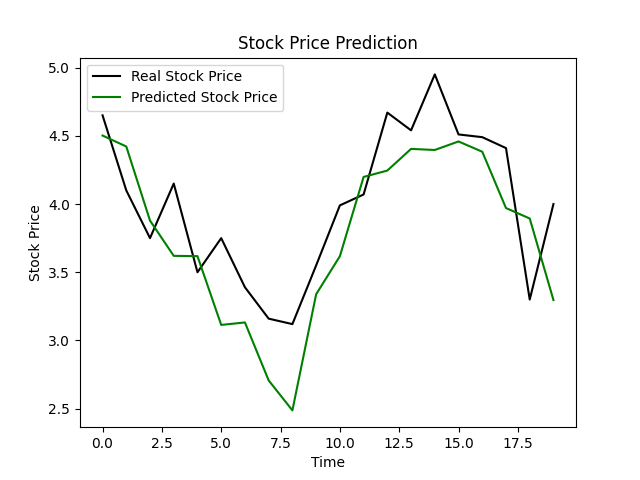 Stock Price Prediction
Real Stock Price
Predicted Stock Price
Stock Price
5.0
4.5
4.0
3.5
3.0
2.5
0.0 2.5 5.0 7.5 10.0 12.5 15.0 17.5
Time